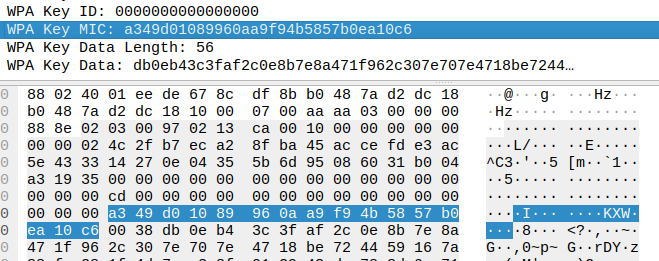 WPA Key ID: 0000000000000000
WPA Key MIC: a349d01089960aa9f94b5857b0ea10c6
WPA Key Data Length: 56
WPA Key Data: db0eb43c3faf2c0e8b7e8a471f962c307e707e4718be7244…
0 88 02 40 01 ee de 67 8c df 8b b0 48 7a d2 dc 18 ··@···g· ···Hz···
0 b0 48 7a d2 dc 18 10 00 07 00 aa aa 03 00 00 00 ·Hz····· ········
0 88 8e 02 03 00 97 02 13 ca 00 10 00 00 00 00 00 ········ ········
0 00 00 02 4c 2f b7 ec a2 8f ba 45 ac ce fd e3 ac ···L/··· ··E·····
0 5e 43 33 14 27 0e 04 35 5b 6d 95 08 60 31 b0 04 ^C3·'··5 [m··`1··
0 a3 19 35 00 00 00 00 00 00 00 00 00 00 00 00 00 ··5····· ········
0 00 00 00 00 00 00 00 00 00 00 00 00 00 00 00 00 ········ ········
0 00 00 00 a3 49 d0 10 89 96 0a a9 f9 4b 58 57 b0 ····I··· ····KXW·
0 ea 10 c6 00 38 db 0e b4 3c 3f af 2c 0e 8b 7e 8a ····8··· <?·,··~·
0 47 1f 96 2c 30 7e 70 7e 47 18 be 72 44 59 16 7a G··,0~p~ G··rDY·z